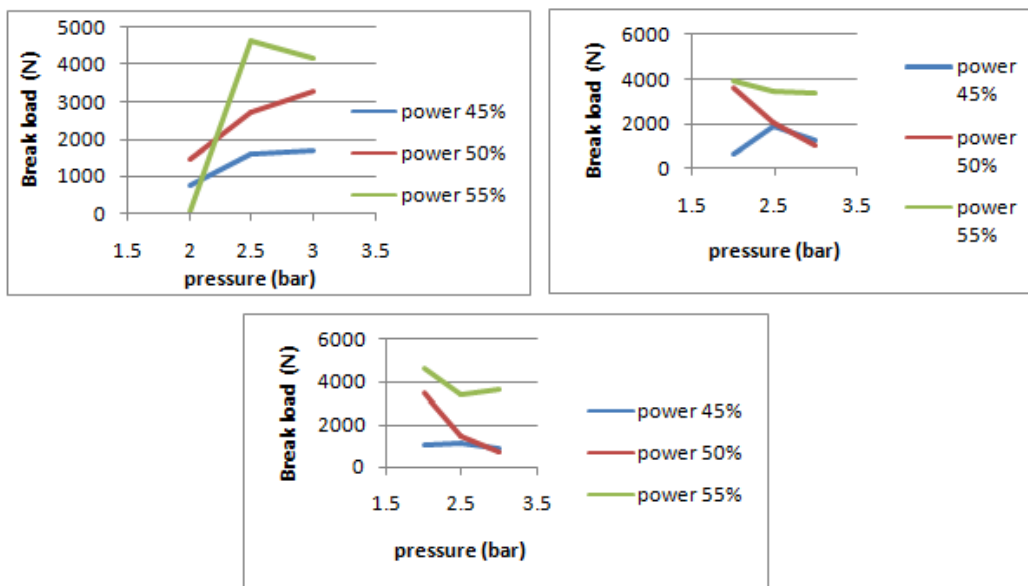 Break load (N)
5000
4000
3000
2000
1000
0
1.5 2 2.5 3 3.5
pressure (bar)
power 45%
power 50%
power 55%
Break load (N)
6000
4000
2000
0
1.5 2.5 3.5
pressure (bar)
power
45%
power
50%
power
55%
Break load (N)
6000
4000
2000
0
1.5 2.5 3.5
pressure (bar)
power 45%
power 50%
power 55%